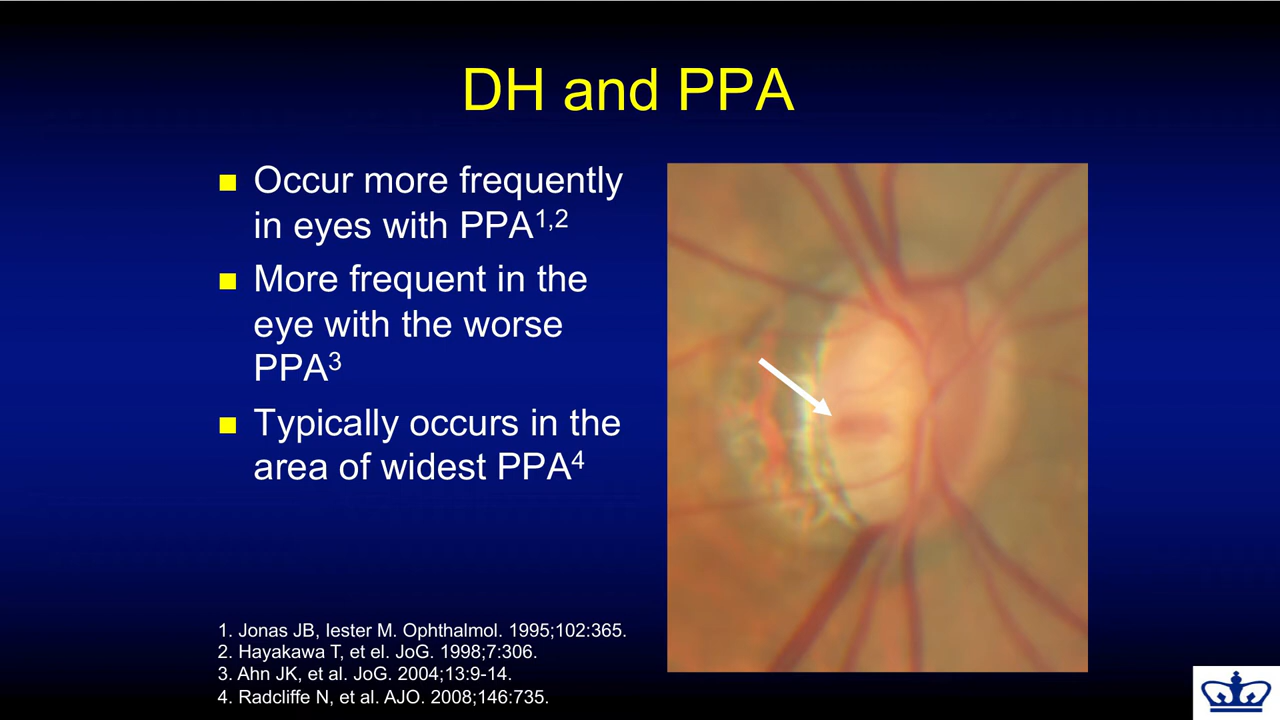 DH and PPA
Occur more frequently
in eyes with PPA1,2
More frequent in the
eye with the worse
PPA3
Typically occurs in the
area of widest PPA4
1. Jonas JB, Iester M. Ophthalmol. 1995;102:365.
2. Hayakawa T, et el. JoG. 1998;7:306.
3. Ahn JK, et al. JoG. 2004;13:9-14.
4. Radcliffe N, et al. AJO. 2008;146:735.